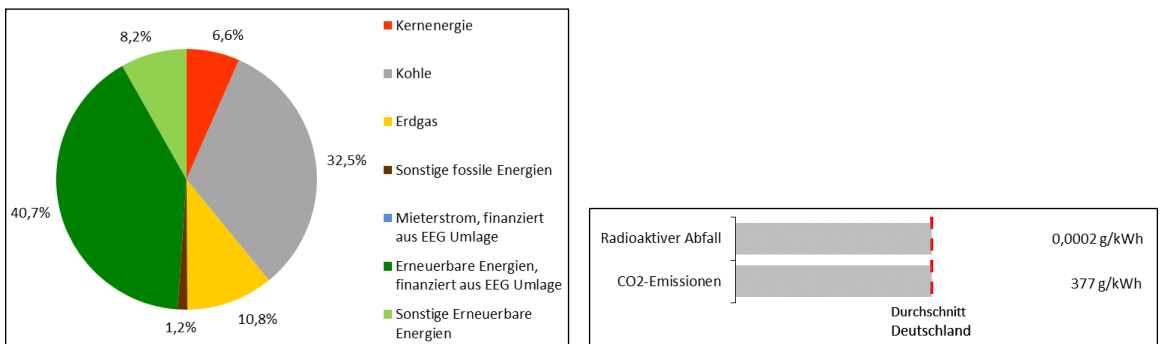 8,2%
6,6%
32,5%
40,7%
1,2%
10,8%
Kernenergie
Kohle
Erdgas
Sonstige fossile Energien
Mieterstrom, finanziert
aus EEG Umlage
Erneuerbare Energien,
finanziert aus EEG Umlage
Sonstige Erneuerbare
Energien
Radioaktiver Abfall
0,0002 g/kWh
CO2-Emissionen
377 g/kWh
Durchschnitt
Deutschland